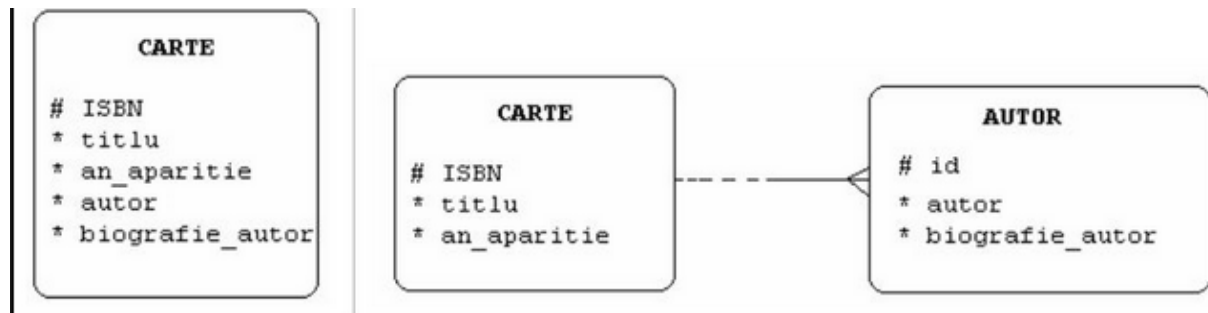 CARTE
# ISBN
* titlu
* an_aparitie
* autor
* biografie_autor
CARTE
# ISBN
* titlu
* an_aparitie
AUTOR
# id
* autor
* biografie_autor